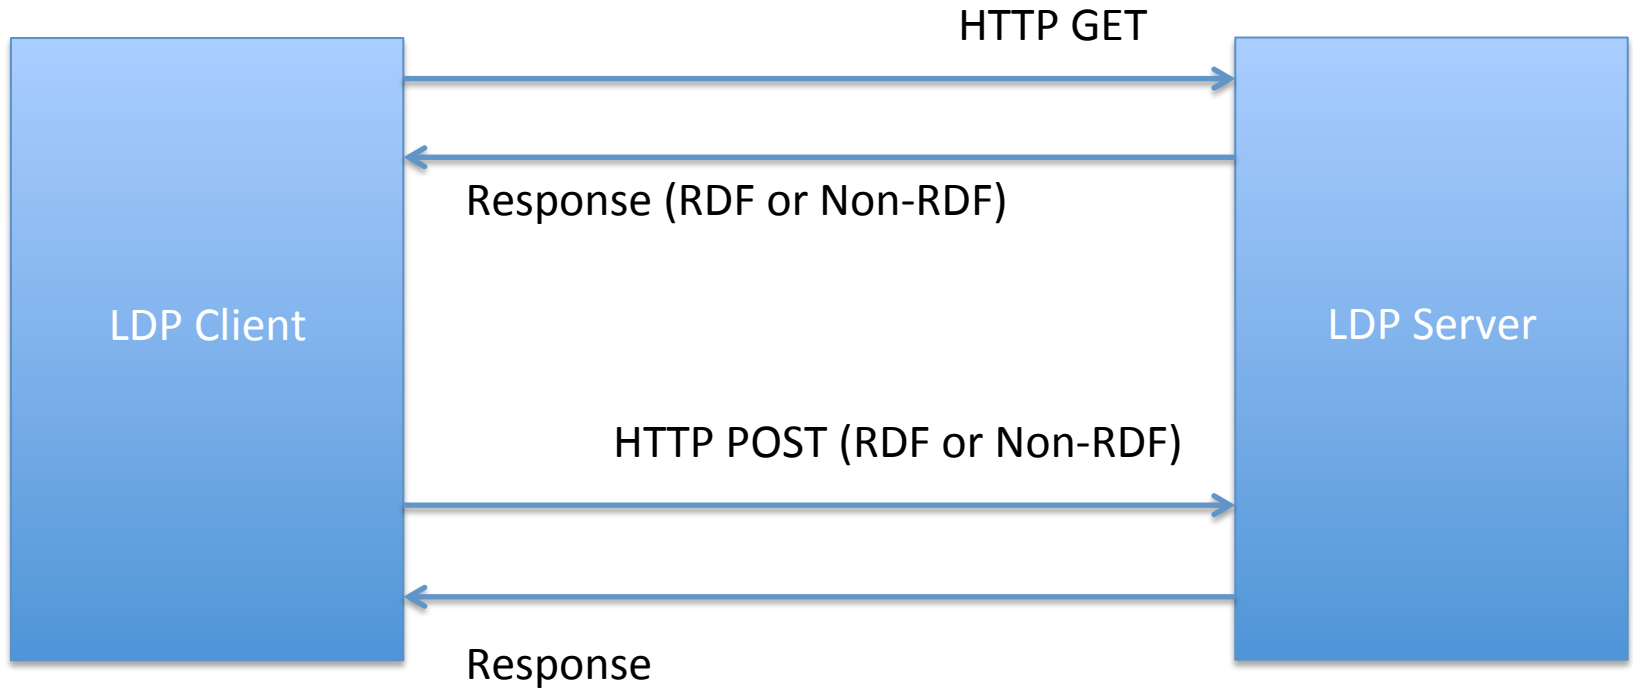 HTTP GET
Response (RDF or Non-RDF)
LDP Client
LDP Server
HTTP POST (RDF or Non-RDF)
Response